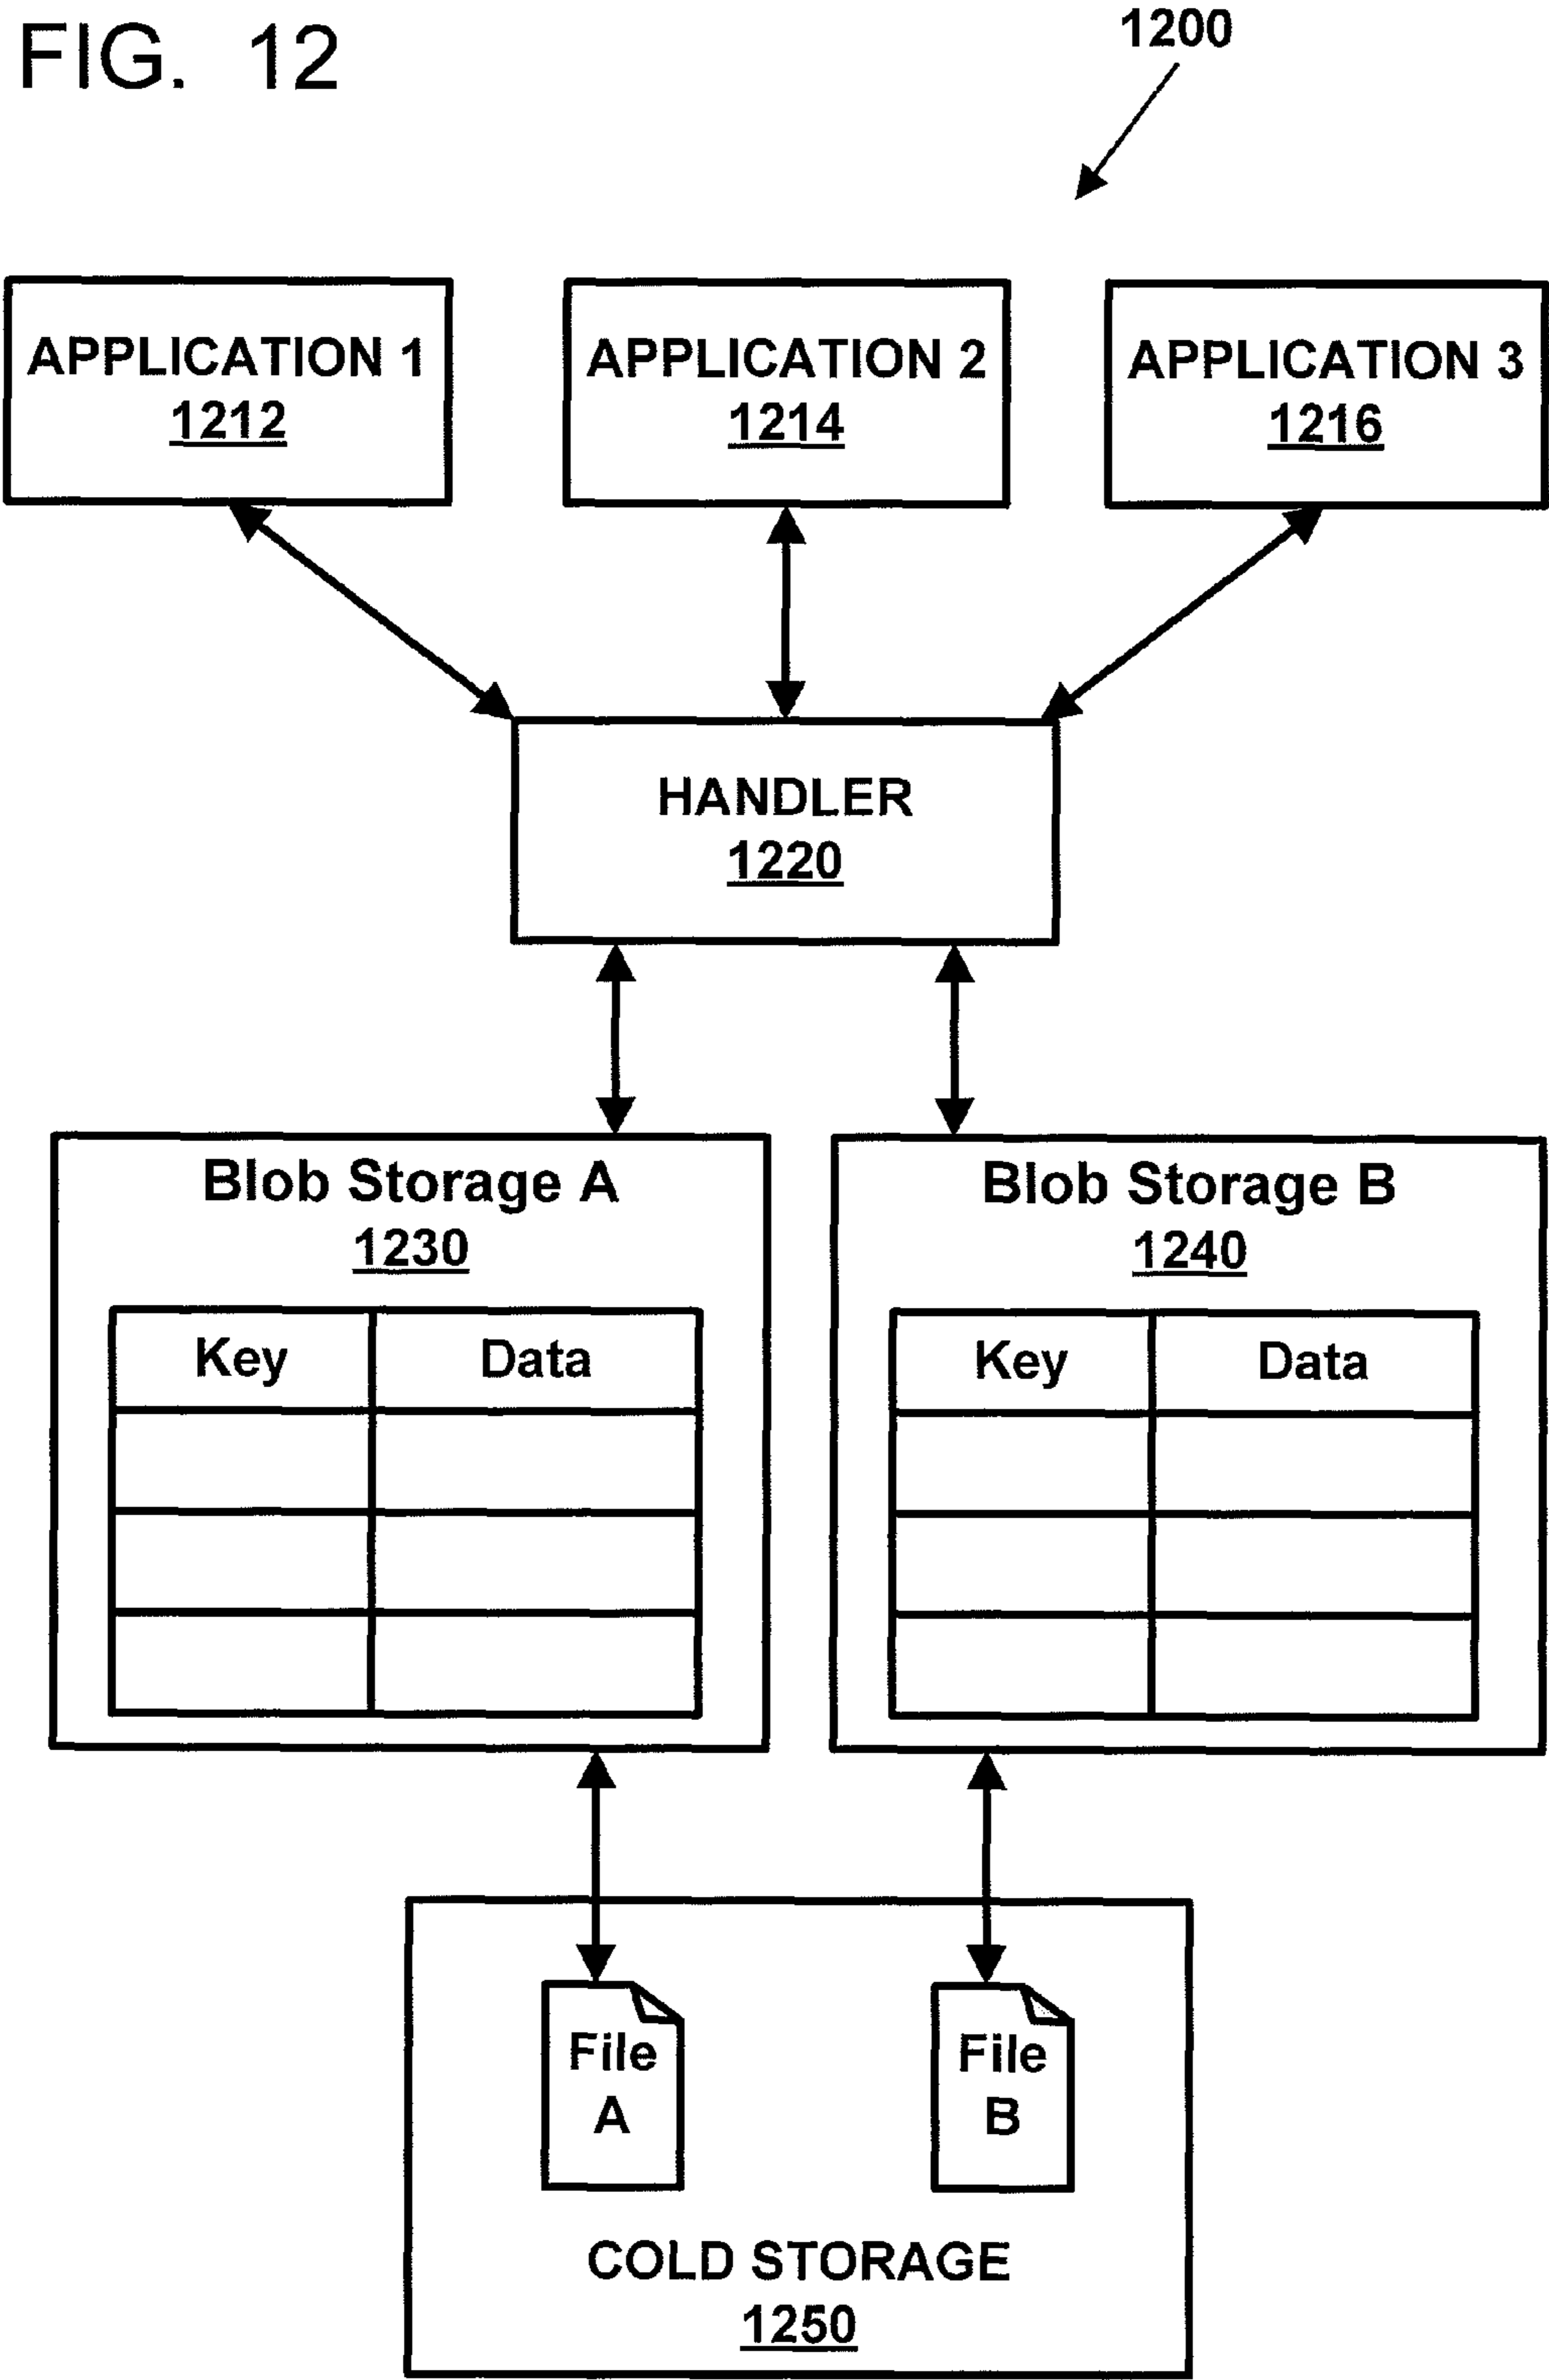 FIG. 12
1200
APPLICATION 1
1212
APPLICATION 2
1214
APPLICATION 3
1216
HANDLER
1220
Blob Storage A
1230
Key Data
Blob Storage B
1240
Key Data
File
A
File
B
COLD STORAGE
1250